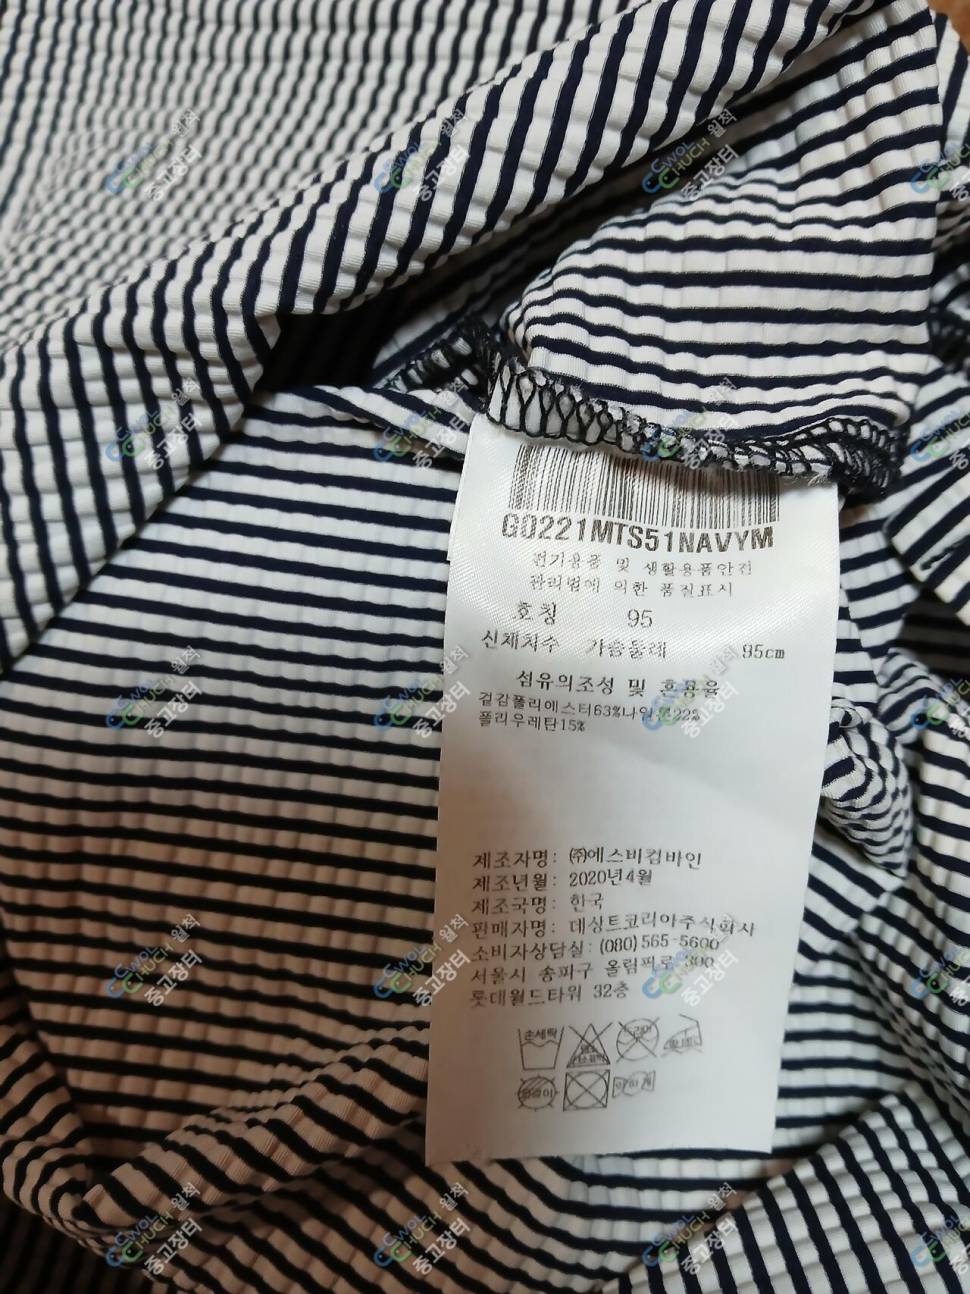 G0221MTS51NAVYM
전기용품 및 생활용품안전
관리법에 의한 품질표시
호칭 95
신체치수 가슴둘레 95cm
섬유의조성 및 혼용율
겉감폴리에스터63%나일론22%
폴리우레탄15%
제조자명: ㈜에스비컴바인
제조년월: 2020년4월
제조국명: 한국
판매자명: 데상트코리아주식회사
소비자상담실: (080)565-5600
서울시 송파구 올림픽로 300
롯데월드타워 32층
손세탁
CWOL
CHUCH 월척
중고장터